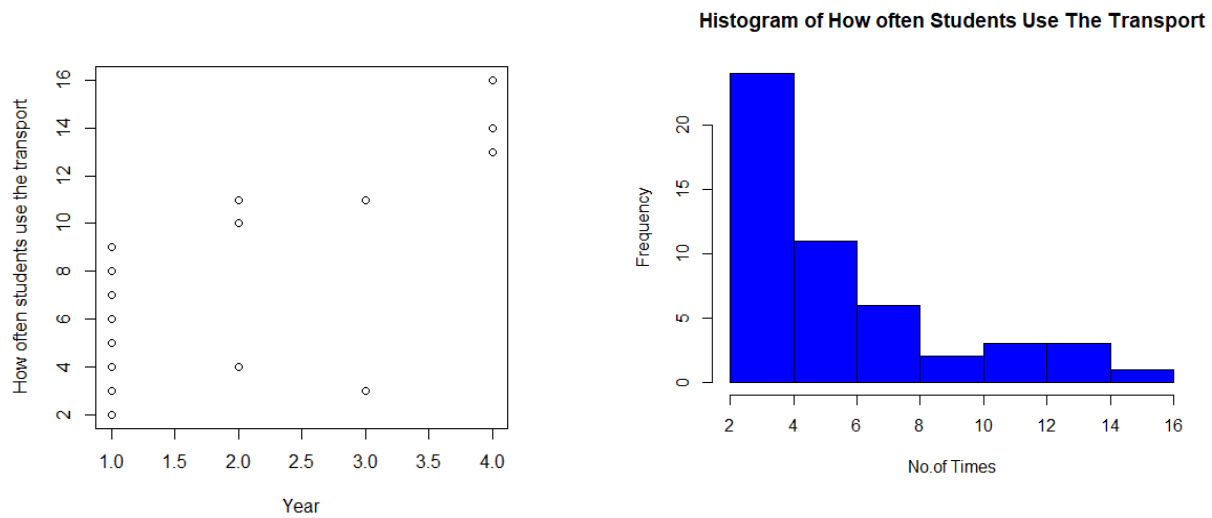 How often students use the transport
16
14
12
10
8
6
4
2
1.0 1.5 2.0 2.5 3.0 3.5 4.0
Year
Histogram of How often Students Use The Transport
Frequency
20
15
10
5
0
2 4 6 8 10 12 14 16
No.of Times